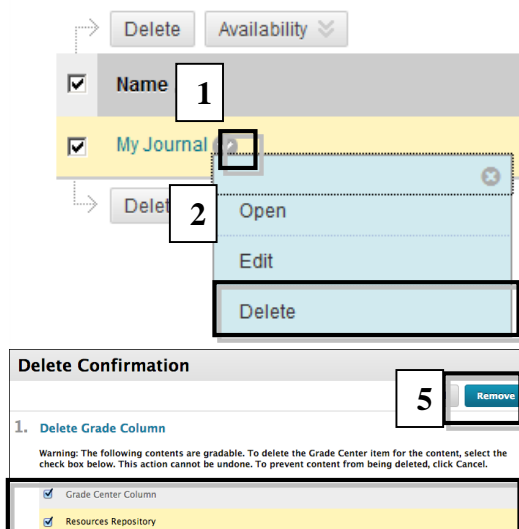 Delete Availability
Name
1
My Journal
Delet
2
Open
Edit
Delete
Delete Confirmation
5
Remove
1. Delete Grade Column
Warning: The following contents are gradable. To delete the Grade Center item for the content, select the
check box below. This action cannot be undone. To prevent content from being deleted, click Cancel.
Grade Center Column
Resources Repository